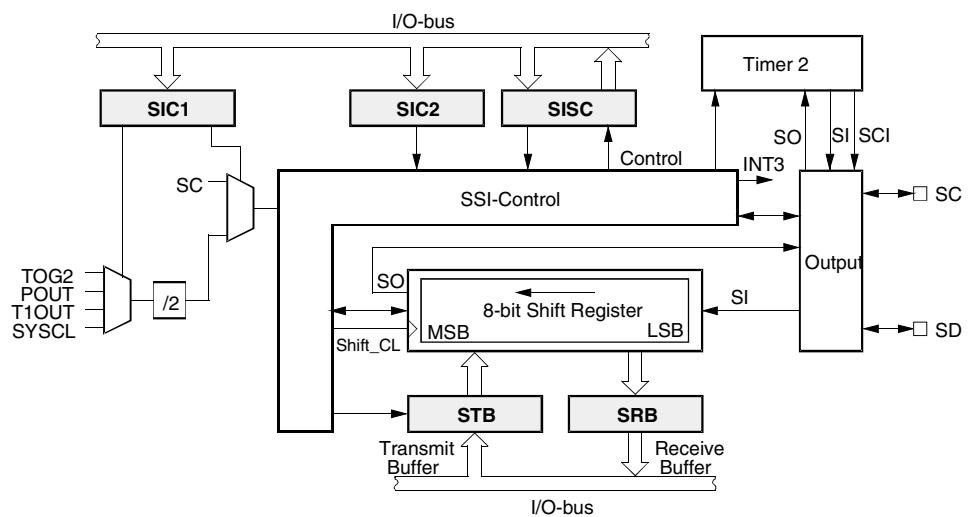 I/O-bus
SIC1
SIC2
SISC
Timer 2
SO
SI
SCI
Control
INT3
SC
SSI-Control
SC
Output
TOG2
POUT
T1OUT
SYSCL
/2
SO
8-bit Shift Register
MSB
LSB
SI
Shift_CL
SD
STB
SRB
Transmit
Buffer
Receive
Buffer
I/O-bus